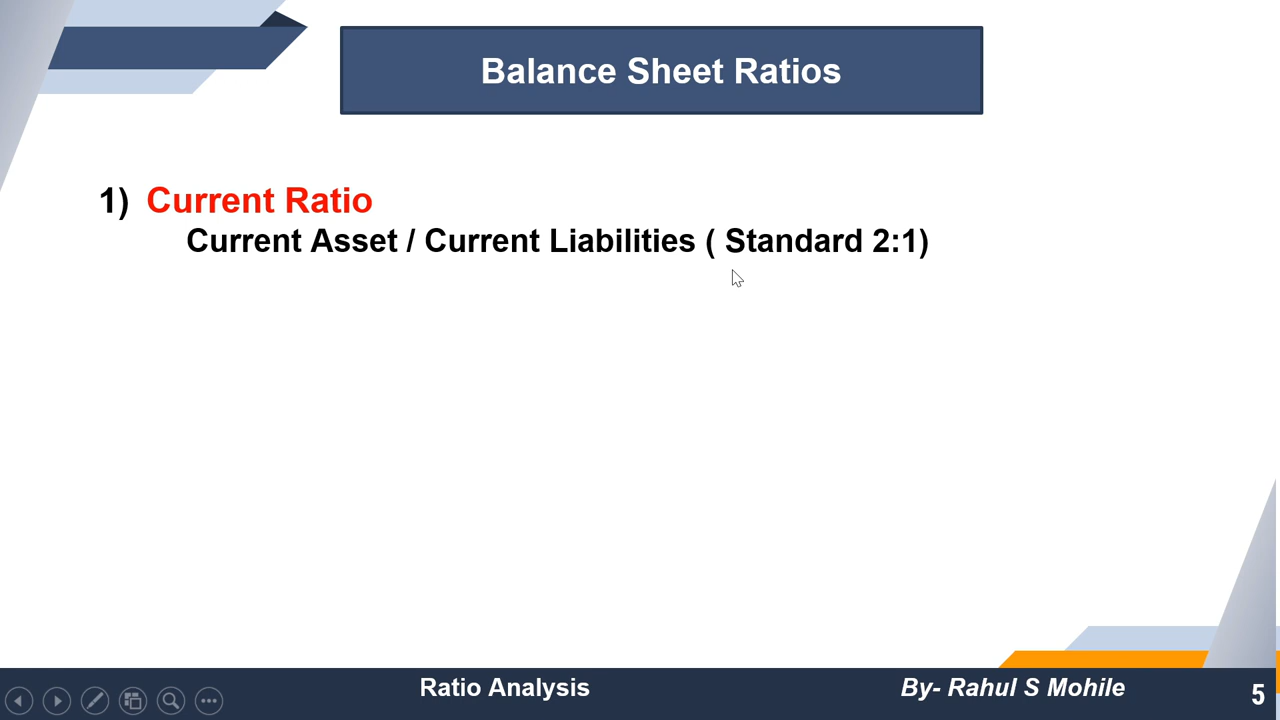 Balance Sheet Ratios
1) Current Ratio
Current Asset / Current Liabilities ( Standard 2:1)
Ratio Analysis
By- Rahul S Mohile
5